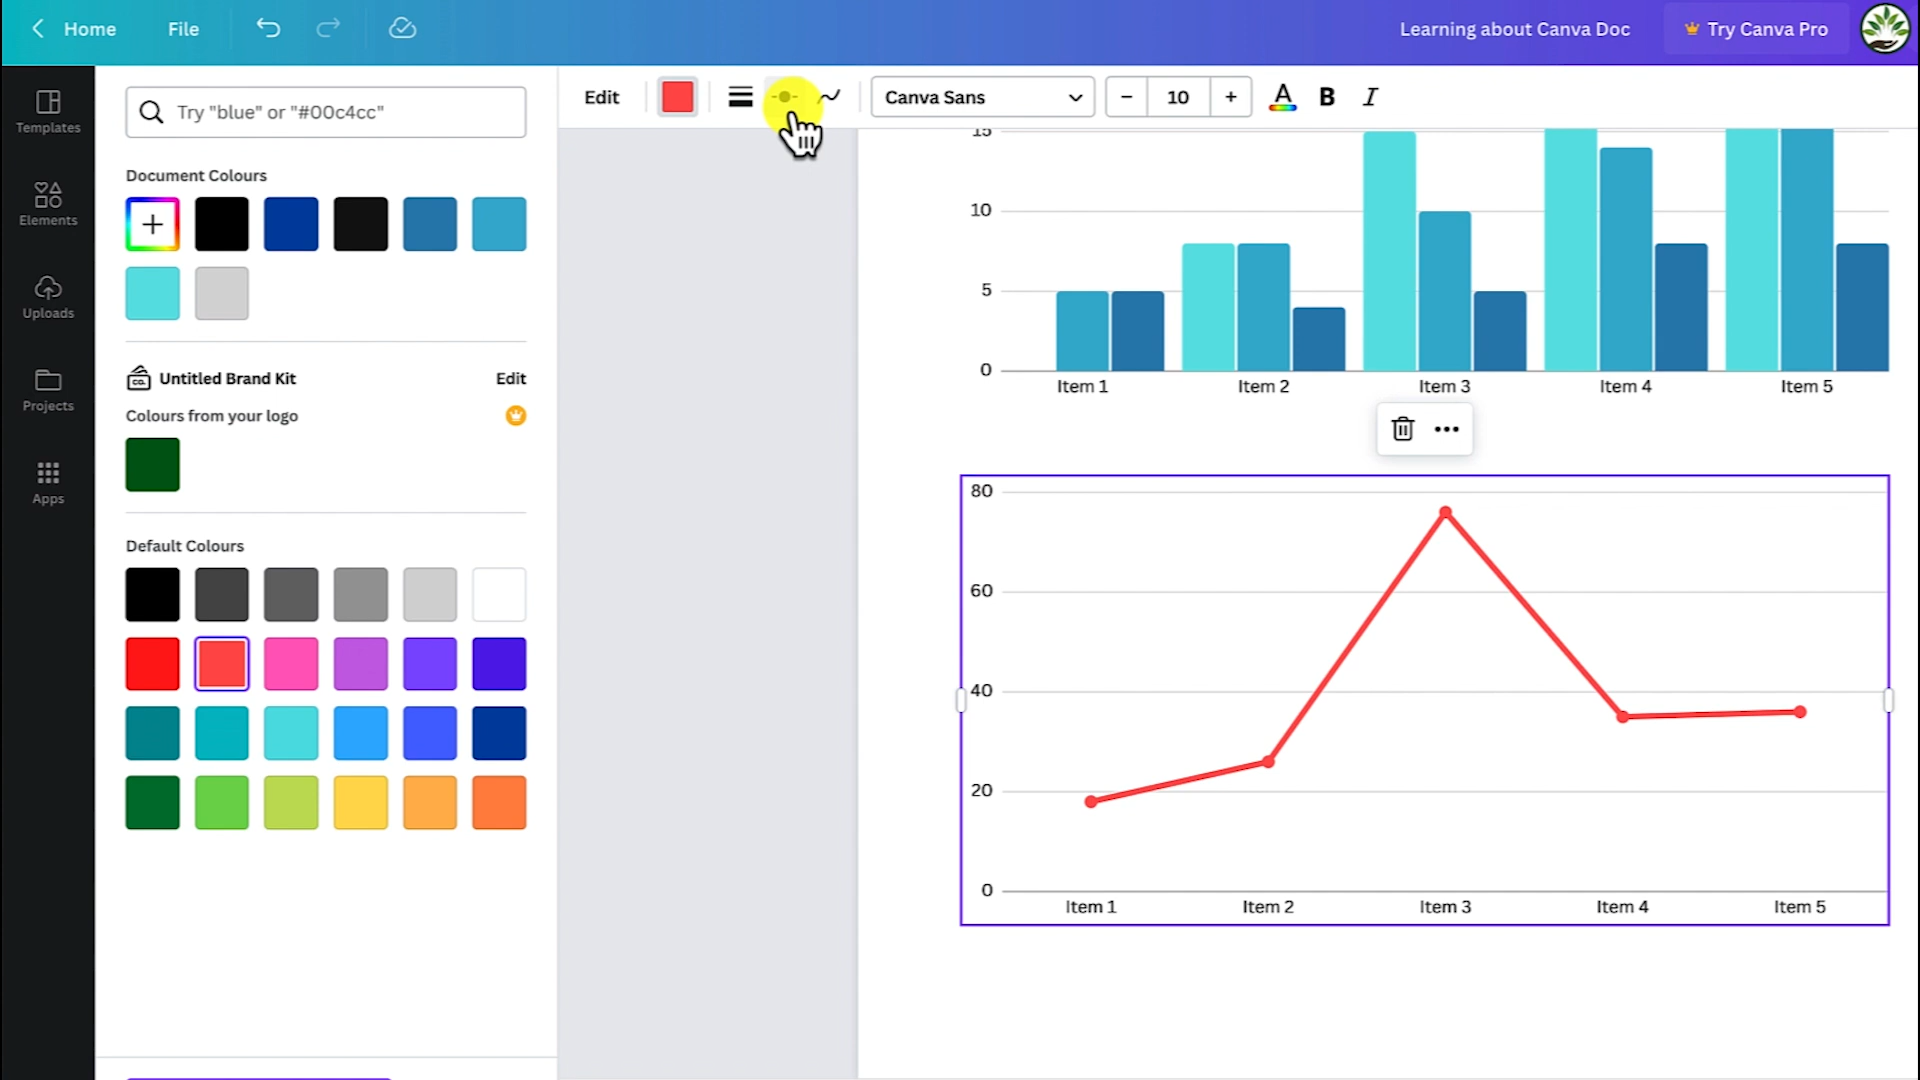 Home
File
Learning about Canva Doc
Try Canva Pro
Templates
Elements
Uploads
Projects
Apps
Try "blue" or "#00c4cc"
Document Colours
+
Untitled Brand Kit
Edit
CO.
Colours from your logo
Default Colours
Edit
Canva Sans
− 10 +
A B I
15
10
5
0
Item 1 Item 2 Item 3 Item 4 Item 5
80
60
40
20
0
Item 1 Item 2 Item 3 Item 4 Item 5